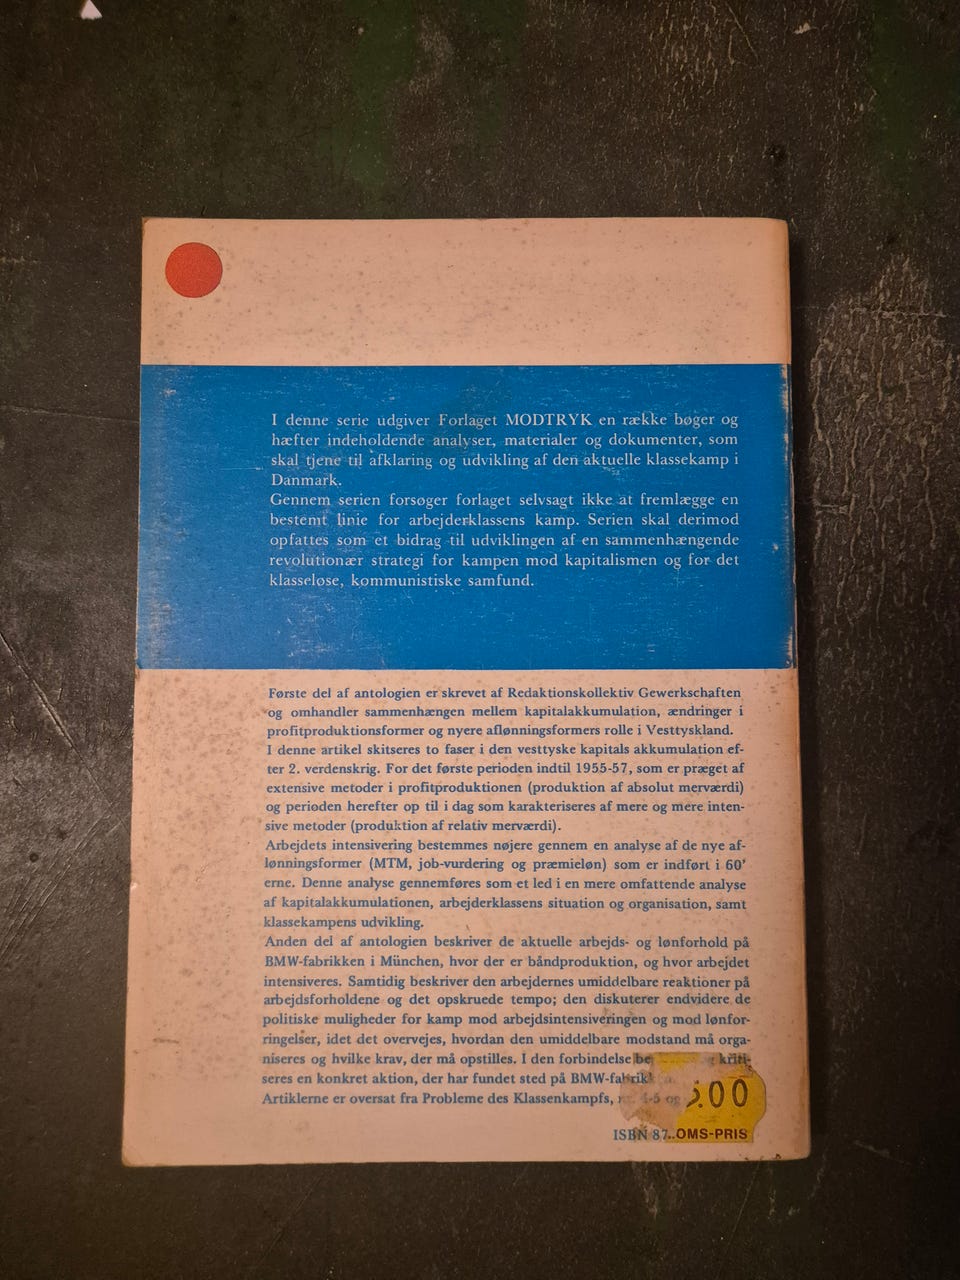 I denne serie udgiver Forlaget MODTRYK en række bøger og
hæfter indeholdende analyser, materialer og dokumenter, som
skal tjene til afklaring og udvikling af den aktuelle klassekamp i
Danmark.
Gennem serien forsøger forlaget selvsagt ikke at fremlægge en
bestemt linie for arbejderklassens kamp. Serien skal derimod
opfattes som et bidrag til udviklingen af en sammenhængende
revolutionær strategi for kampen mod kapitalismen og for det
klasseløse, kommunistiske samfund.
Første del af antologien er skrevet af Redaktionskollektiv Gewerkschaften
og omhandler sammenhængen mellem kapitalakkumulation, ændringer i
profitproduktionsformer og nyere aflønningsformers rolle i Vesttyskland.
I denne artikel skitseres to faser i den vesttyske kapitals akkumulation ef-
ter 2. verdenskrig. For det første perioden indtil 1955-57, som er præget af
extensive metoder i profitproduktionen (produktion af absolut merværdi)
og perioden herefter op til i dag som karakteriseres af mere og mere inten-
sive metoder (produktion af relativ merværdi).
Arbejdets intensivering bestemmes nøjere gennem en analyse af de nye af-
lønningsformer (MTM, job-vurdering og præmieløn) som er indført i 60'
erne. Denne analyse gennemføres som et led i en mere omfattende analyse
af kapitalakkumulationen, arbejderklassens situation og organisation, samt
klassekampens udvikling.
Anden del af antologien beskriver de aktuelle arbejds- og lønforhold på
BMW-fabrikken i München, hvor der er båndproduktion, og hvor arbejdet
intensiveres. Samtidig beskriver den arbejdernes umiddelbare reaktioner på
arbejdsforholdene og det opskruede tempo; den diskuterer endvidere de
politiske muligheder for kamp mod arbejdsintensiveringen og mod lønfor-
ringelser, idet det overvejes, hvordan den umiddelbare modstand må orga-
niseres og hvilke krav, der må opstilles. I den forbindelse kriti-
seres en konkret aktion, der har fundet sted på
Artiklerne er oversat fra Probleme des Klassenkampfs, 4-5 og
5.00
ISBN 87
OMS-PRIS